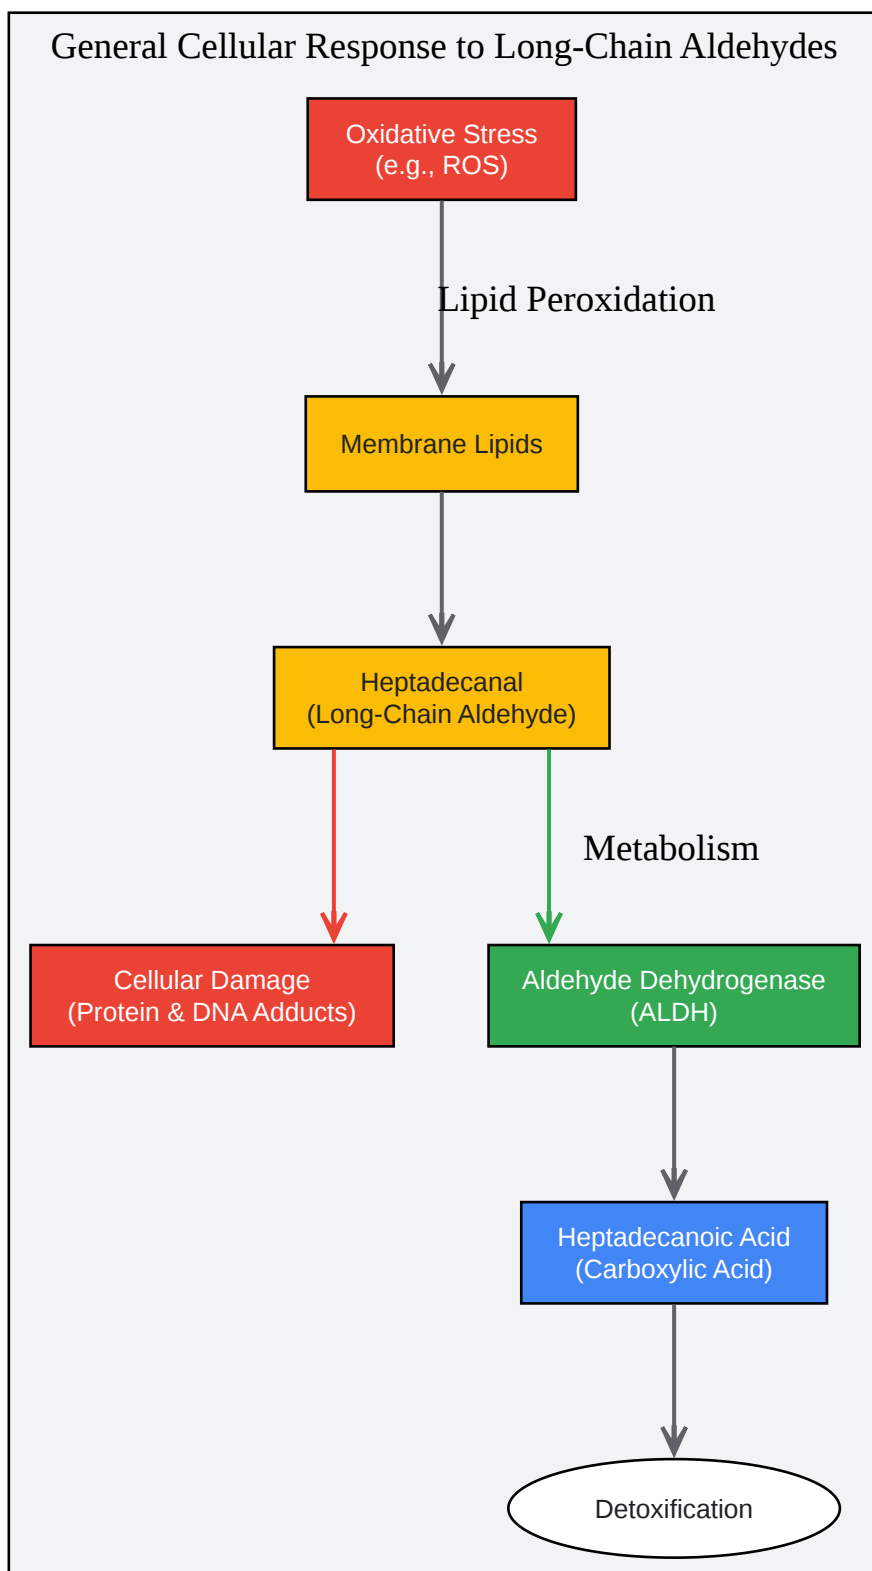 General Cellular Response to Long-Chain Aldehydes
Oxidative Stress
(e.g., ROS)
Lipid Peroxidation
Membrane Lipids
Heptadecanal
(Long-Chain Aldehyde)
Metabolism
Cellular Damage
(Protein & DNA Adducts)
Aldehyde Dehydrogenase
(ALDH)
Heptadecanoic Acid
(Carboxylic Acid)
Detoxification